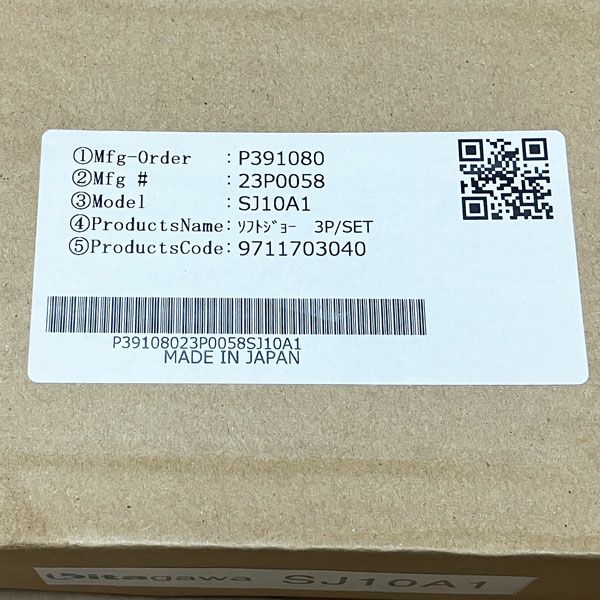 ①Mfg-Order : P391080
②Mfg # : 23P0058
③Model : SJ10A1
④ProductsName: ｿﾌﾄｼﾞｮｰ 3P/SET
⑤ProductsCode: 9711703040
P39108023P0058SJ10A1
MADE IN JAPAN
Kitagawa SJ10A1